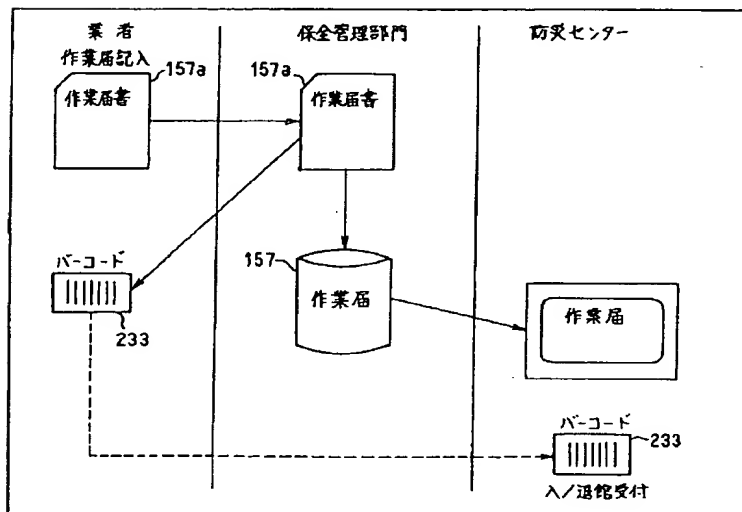 業者
保全管理部門
防災センター
作業届記入
157a
157a
作業届書
作業届書
バーコード
233
157
作業届
作業届
バーコード
233
入/退館受付